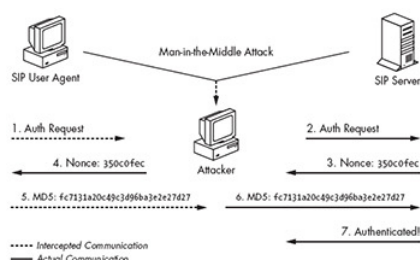 Man-in-the-Middle Attack
SIP User Agent
SIP Server
1. Auth Request
2. Auth Request
Attacker
4. Nonce: 350c0fec
3. Nonce: 350c0fec
5. MD5: fc7131a20c49c3d96ba3e2e27d27
6. MD5: fc7131a20c49c3d96ba3e2e27d27
7. Authenticated!
Intercepted Communication
Actual Communication